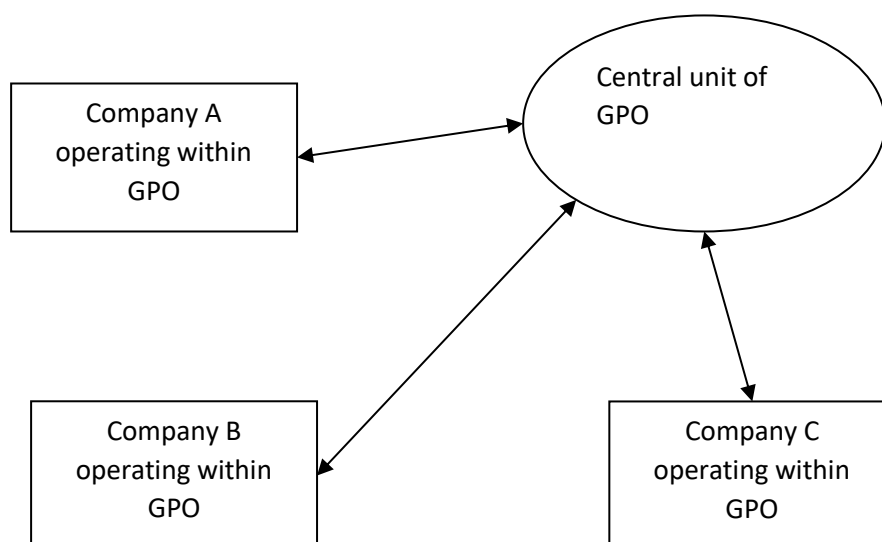 Central unit of
GPO
Company A
operating within
GPO
Company B
operating within
GPO
Company C
operating within
GPO